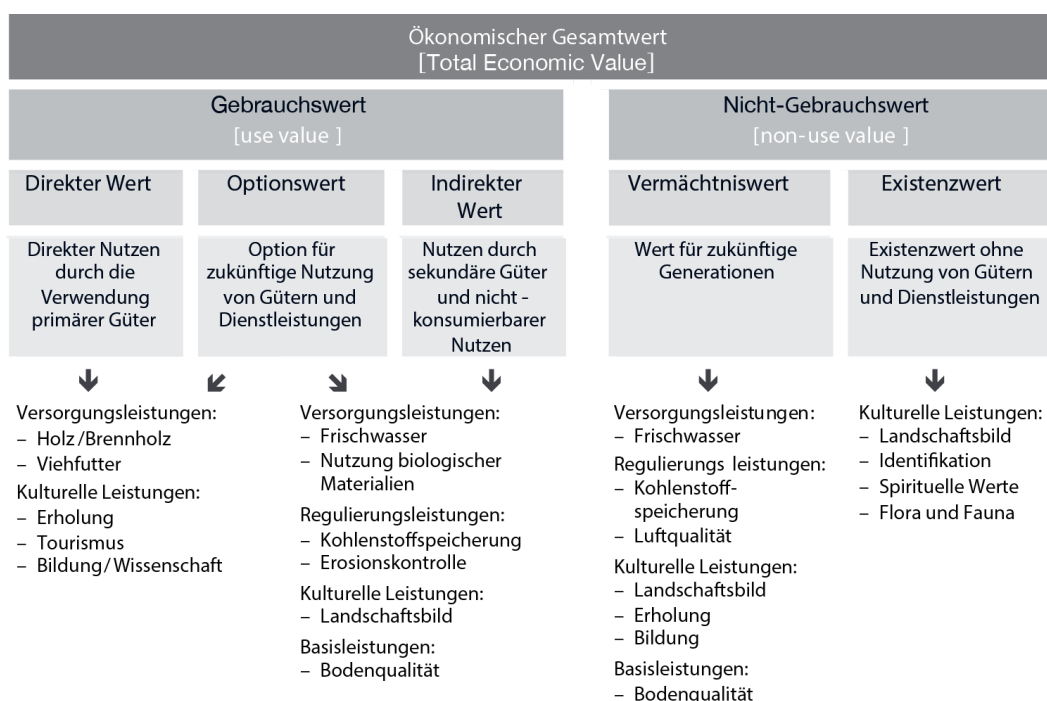 Ökonomischer Gesamtwert
[Total Economic Value]
Gebrauchswert
[use value ]
Nicht-Gebrauchswert
[non-use value ]
Direkter Wert
Optionswert
Indirekter
Wert
Vermächtniswert
Existenzwert
Direkter Nutzen
durch die
Verwendung
primärer Güter
Option für
zukünftige Nutzung
von Gütern und
Dienstleistungen
Nutzen durch
sekundäre Güter
und nicht -
konsumierbarer
Nutzen
Wert für zukünftige
Generationen
Existenzwert ohne
Nutzung von Gütern
und Dienstleistungen
Versorgungsleistungen:
– Holz/Brennholz
– Viehfutter
Kulturelle Leistungen:
– Erholung
– Tourismus
– Bildung/Wissenschaft
Versorgungsleistungen:
– Frischwasser
– Nutzung biologischer
Materialien
Regulierungsleistungen:
– Kohlenstoffspeicherung
– Erosionskontrolle
Kulturelle Leistungen:
– Landschaftsbild
Basisleistungen:
– Bodenqualität
Versorgungsleistungen:
– Frischwasser
Regulierungs leistungen:
– Kohlenstoff-
speicherung
– Luftqualität
Kulturelle Leistungen:
– Landschaftsbild
– Erholung
– Bildung
Basisleistungen:
– Bodenqualität
Kulturelle Leistungen:
– Landschaftsbild
– Identifikation
– Spirituelle Werte
– Flora und Fauna